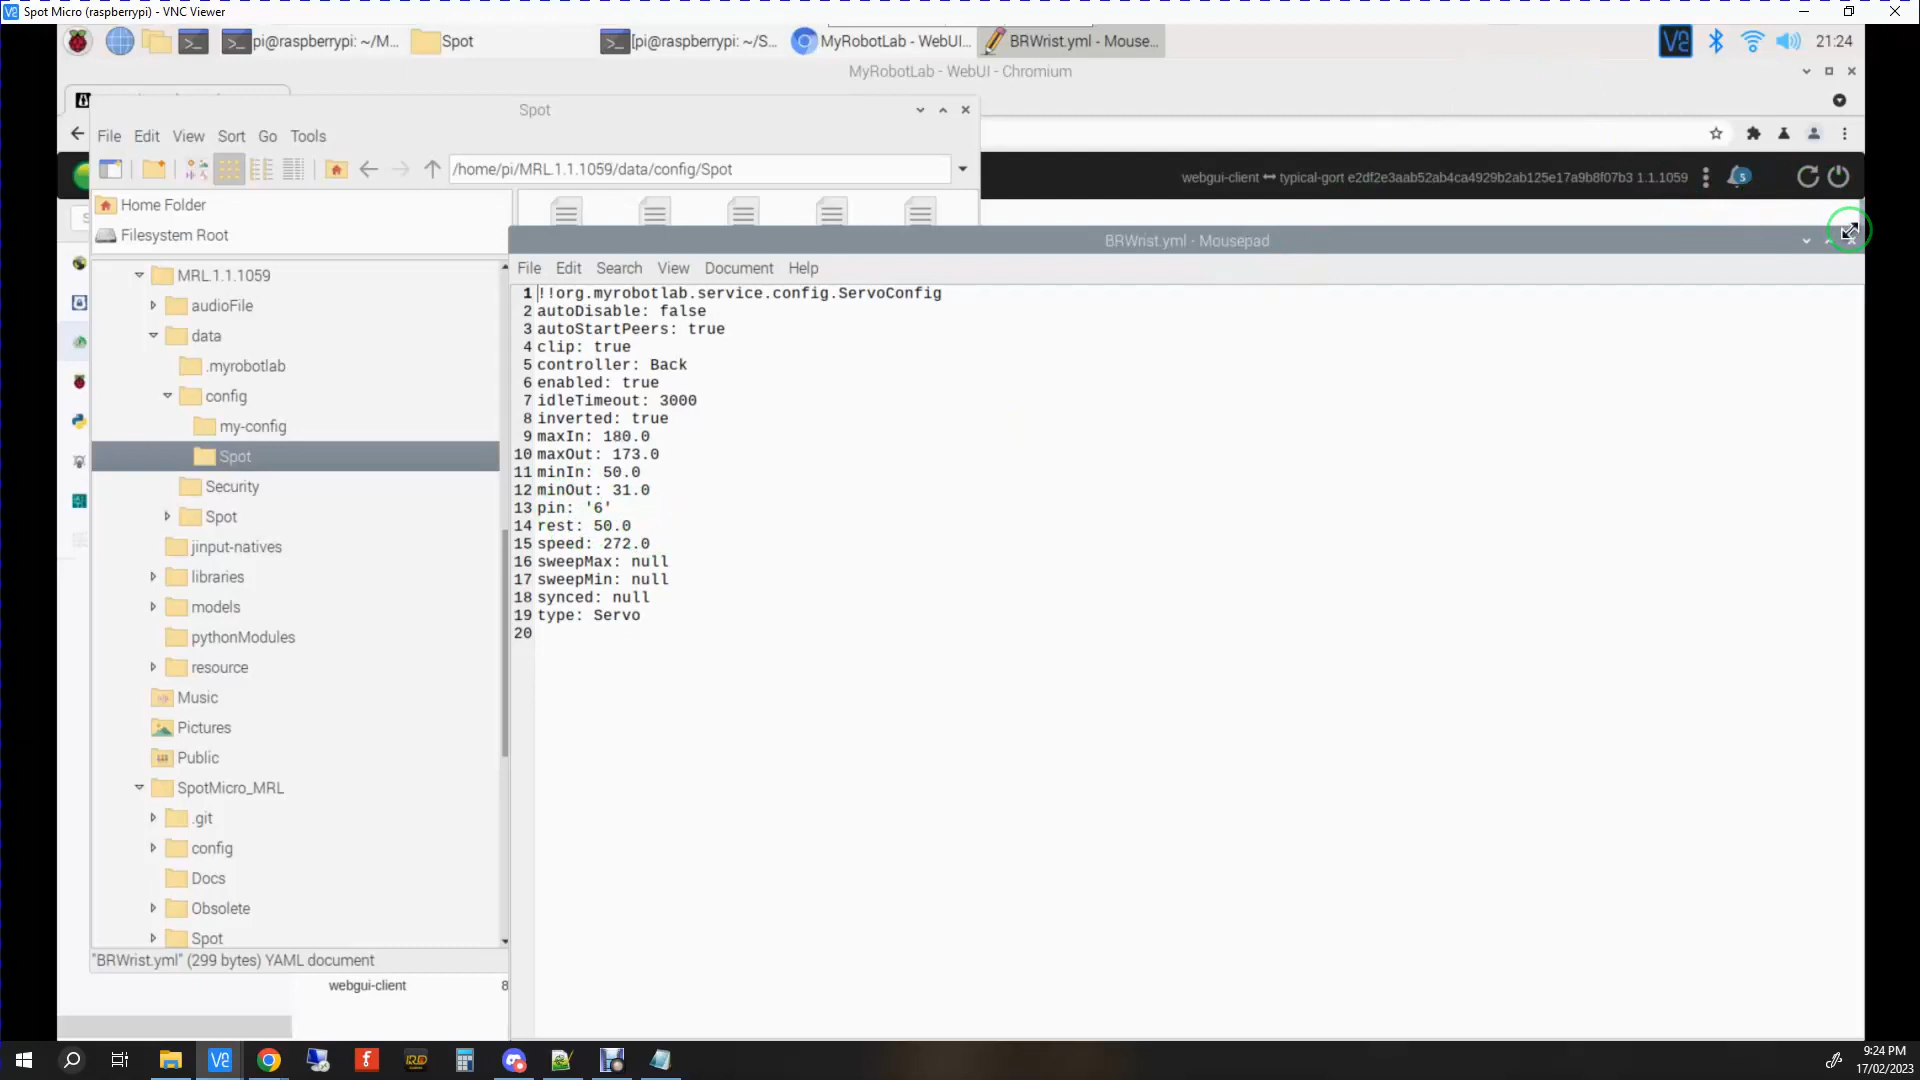 Spot Micro (raspberrypi) - VNC Viewer
pi@raspberrypi: ~/M...
Spot
[pi@raspberrypi: ~/S...
MyRobotLab - WebUI...
BRWrist.yml - Mouse...
21:24
MyRobotLab - WebUI - Chromium
Spot
File Edit View Sort Go Tools
/home/pi/MRL.1.1.1059/data/config/Spot
webgui-client ⟷ typical-gort e2df2e3aab52ab4ca4929b2ab125e17a9b8f07b3 1.1.1059
5
Home Folder
Filesystem Root
MRL.1.1.1059
audioFile
data
.myrobotlab
config
my-config
Spot
Security
Spot
jinput-natives
libraries
models
pythonModules
resource
Music
Pictures
Public
SpotMicro_MRL
.git
config
Docs
Obsolete
Spot
"BRWrist.yml" (299 bytes) YAML document
webgui-client 8
BRWrist.yml - Mousepad
File Edit Search View Document Help
1 !!org.myrobotlab.service.config.ServoConfig
2 autoDisable: false
3 autoStartPeers: true
4 clip: true
5 controller: Back
6 enabled: true
7 idleTimeout: 3000
8 inverted: true
9 maxIn: 180.0
10 maxOut: 173.0
11 minIn: 50.0
12 minOut: 31.0
13 pin: '6'
14 rest: 50.0
15 speed: 272.0
16 sweepMax: null
17 sweepMin: null
18 synced: null
19 type: Servo
20
9:24 PM
17/02/2023